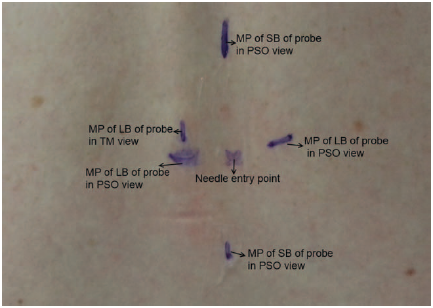 MP of SB of probe
in PSO view
MP of LB of probe
in TM view
MP of LB of probe
in PSO view
MP of LB of probe
in PSO view
Needle entry point
MP of SB of probe
in PSO view